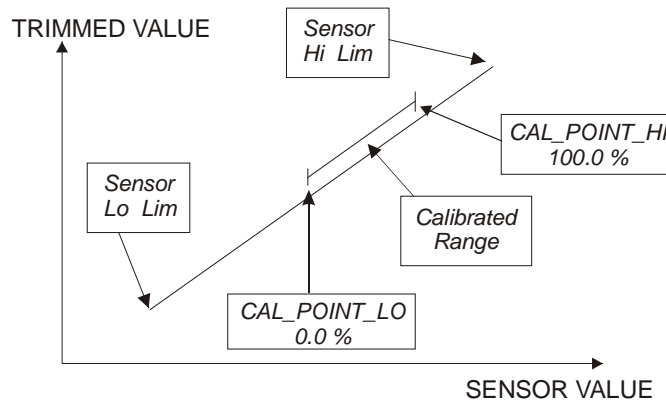 TRIMMED VALUE
Sensor
Hi Lim
CAL_POINT_HI
100.0 %
Sensor
Lo Lim
Calibrated
Range
CAL_POINT_LO
0.0 %
SENSOR VALUE